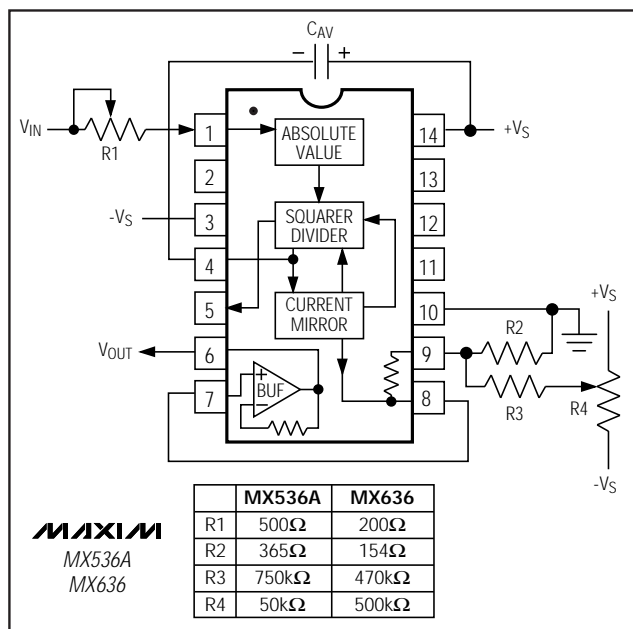 CAV
− +
VIN
R1
1
ABSOLUTE
VALUE
14
+VS
2
13
-VS
3
SQUARER
DIVIDER
12
4
11
5
CURRENT
MIRROR
10
+VS
VOUT
6
9
R2
7
+
BUF
−
8
R3
R4
-VS
MAXIM
MX536A
MX636
MX536A MX636
R1 500Ω 200Ω
R2 365Ω 154Ω
R3 750kΩ 470kΩ
R4 50kΩ 500kΩ